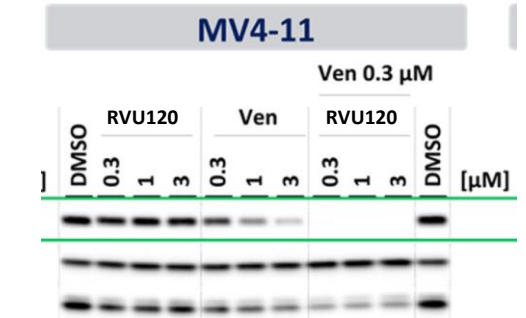 MV4-11
Ven 0.3 μM
RVU120 Ven RVU120
] DMSO 0.3 1 3 0.3 1 3 0.3 1 3 DMSO [μM]